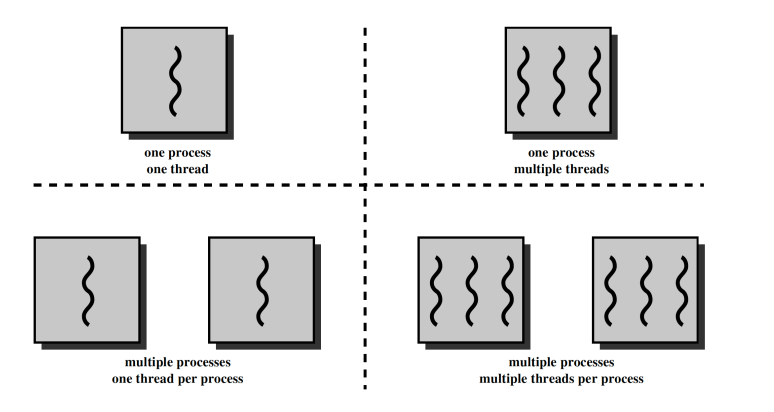 one process
one thread
one process
multiple threads
multiple processes
one thread per process
multiple processes
multiple threads per process